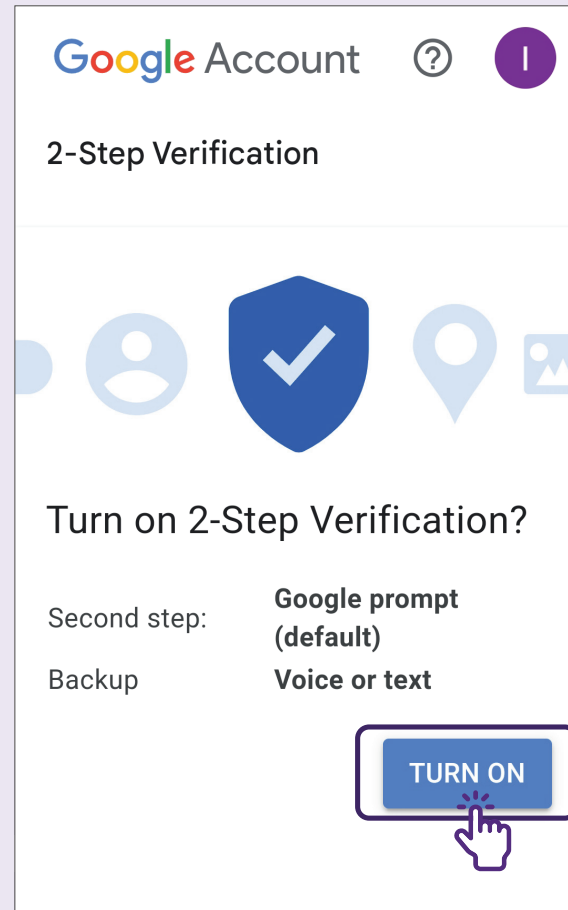 Google Account
I
2-Step Verification
Turn on 2-Step Verification?
Second step: Google prompt
(default)
Backup Voice or text
TURN ON